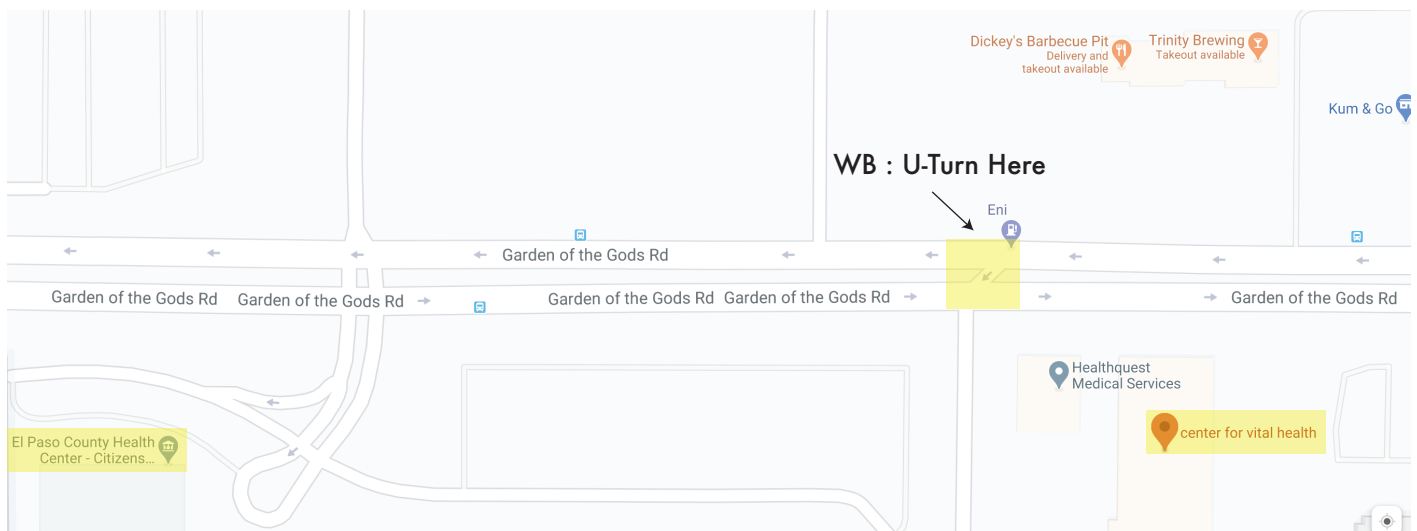 Dickey's Barbecue Pit
Delivery and
takeout available
Trinity Brewing
Takeout available
Kum & Go
WB : U-Turn Here
Eni
Garden of the Gods Rd
Garden of the Gods Rd
Garden of the Gods Rd
Garden of the Gods Rd
Garden of the Gods Rd
Garden of the Gods Rd
Healthquest
Medical Services
center for vital health
El Paso County Health
Center - Citizens...